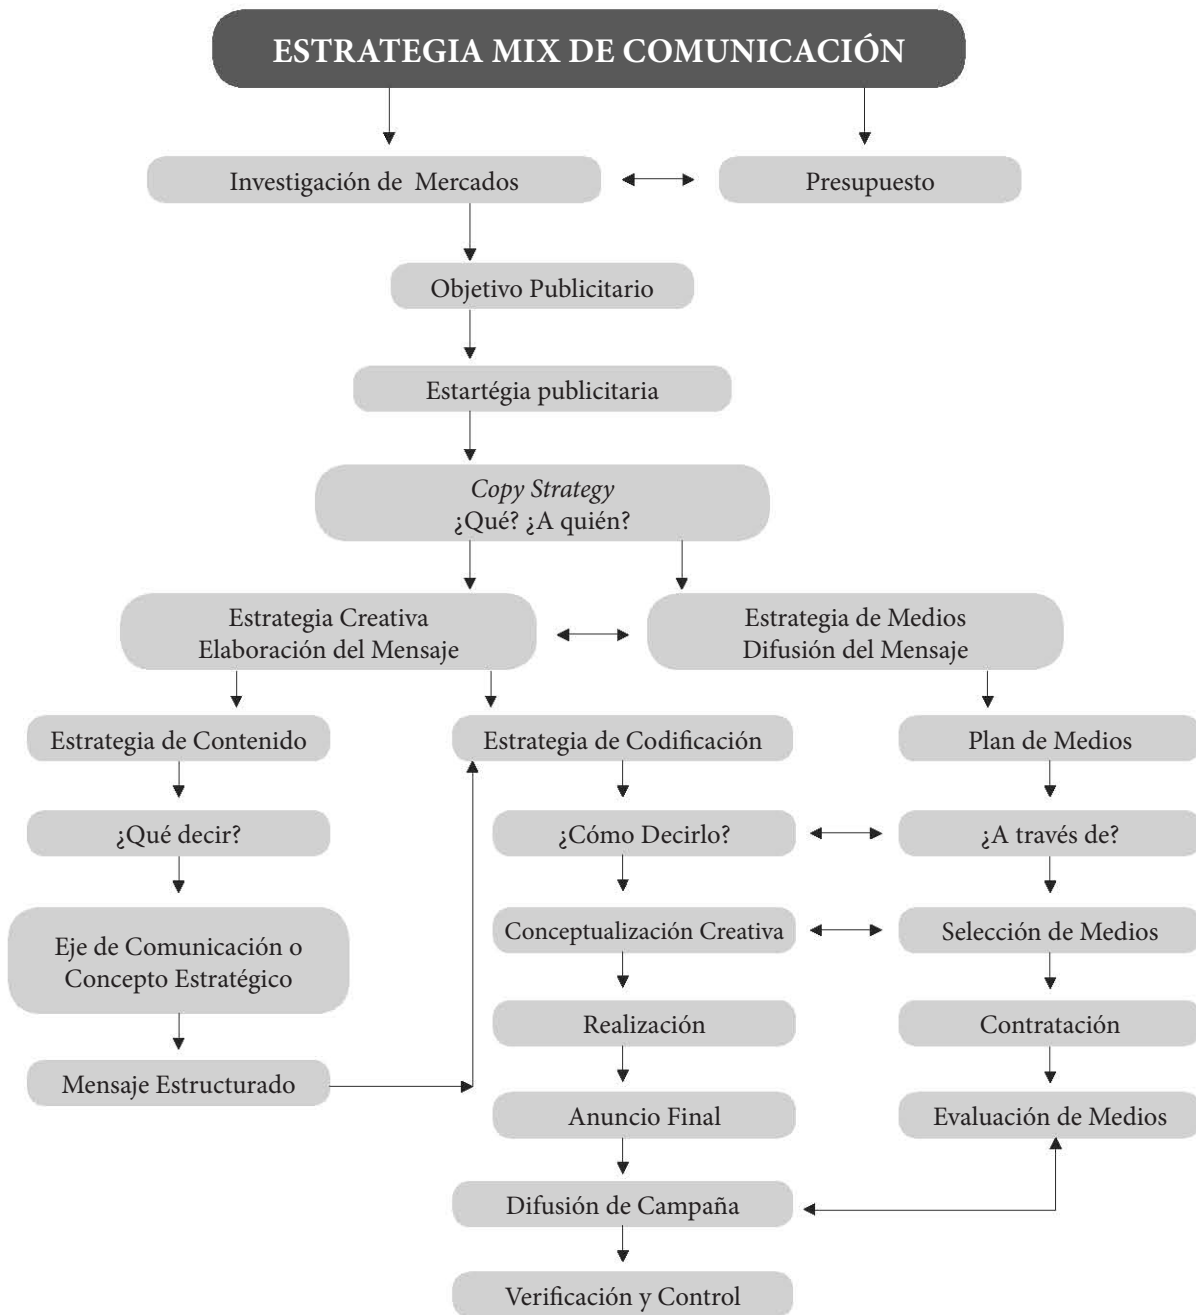 ESTRATEGIA MIX DE COMUNICACIÓN
Investigación de Mercados
Presupuesto
Objetivo Publicitario
Estartégia publicitaria
Copy Strategy
¿Qué? ¿A quién?
Estrategia Creativa
Elaboración del Mensaje
Estrategia de Medios
Difusión del Mensaje
Estrategia de Contenido
Estrategia de Codificación
Plan de Medios
¿Qué decir?
¿Cómo Decirlo?
¿A través de?
Eje de Comunicación o
Concepto Estratégico
Conceptualización Creativa
Selección de Medios
Realización
Contratación
Mensaje Estructurado
Anuncio Final
Evaluación de Medios
Difusión de Campaña
Verificación y Control